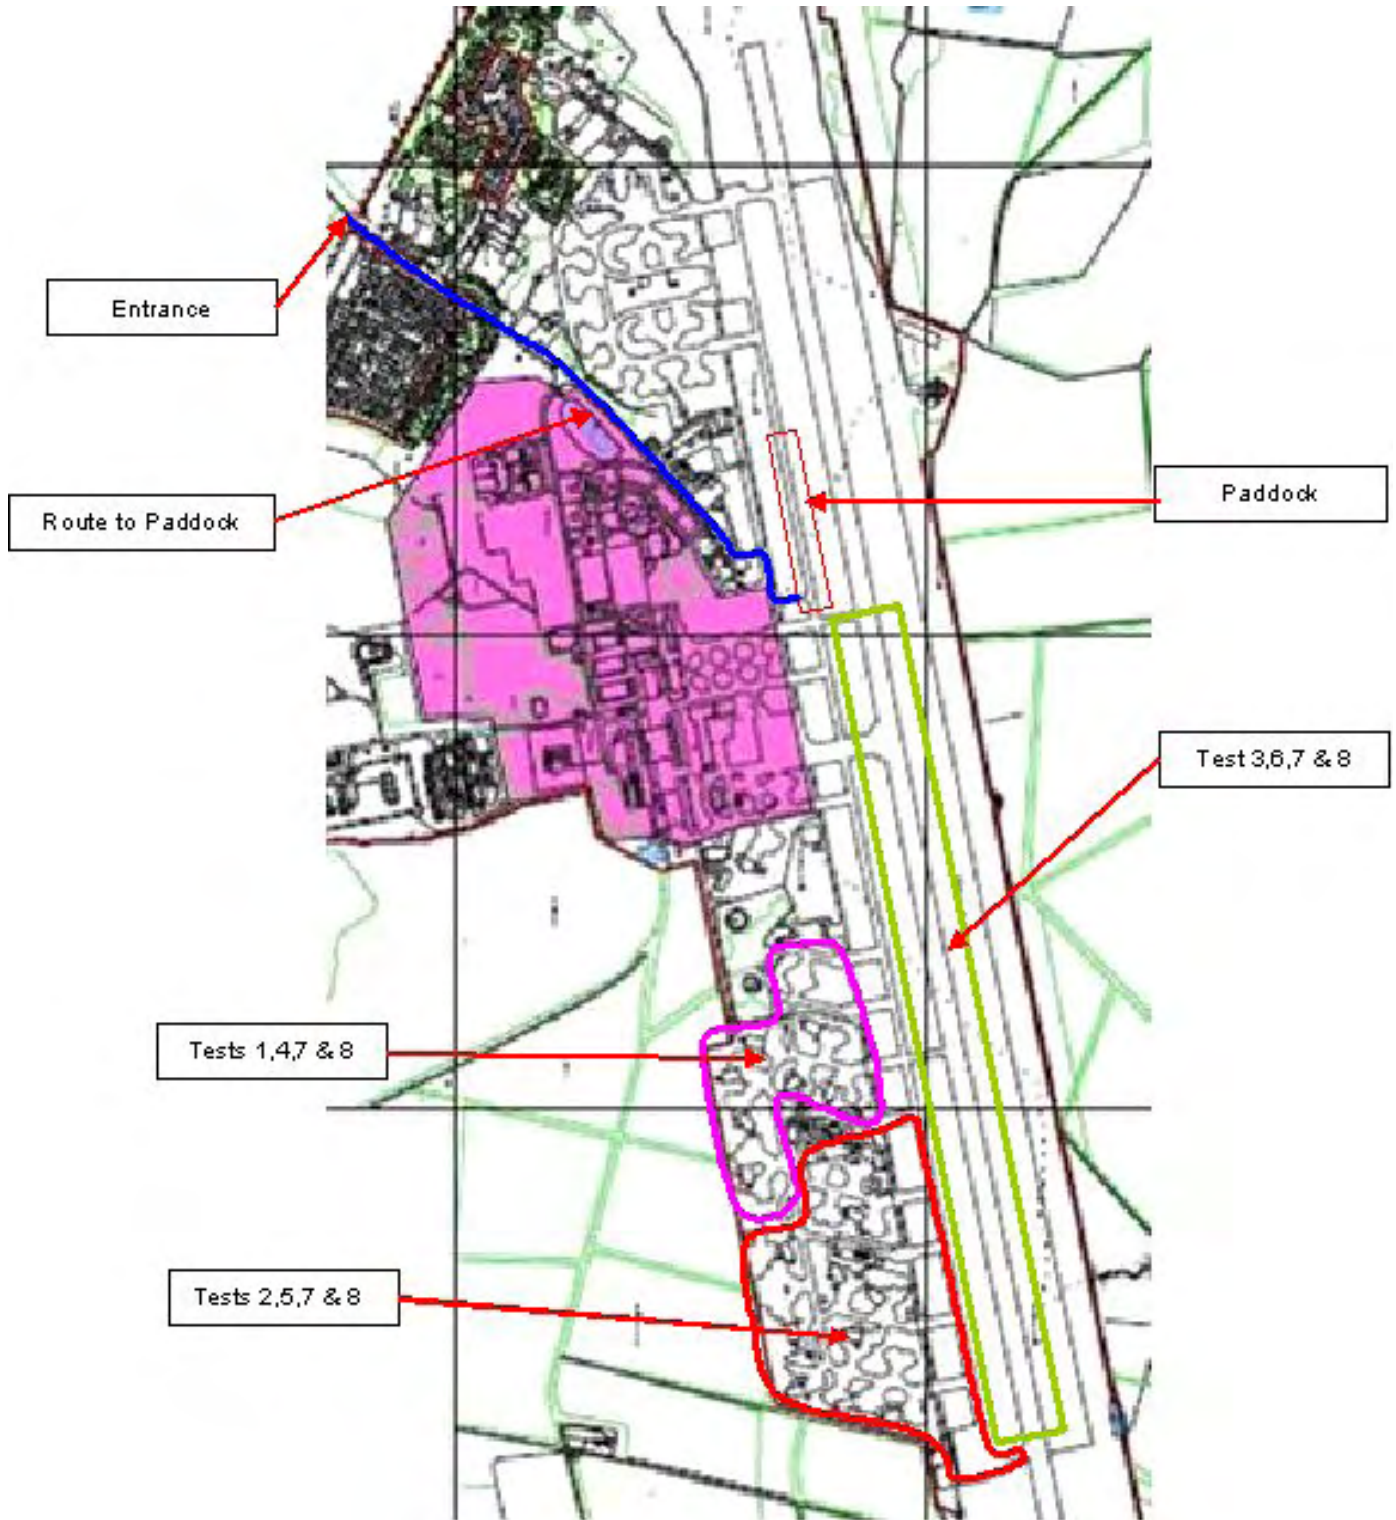 Entrance
Route to Paddock
Paddock
Test 3,6,7 & 8
Tests 1,4,7 & 8
Tests 2,5,7 & 8